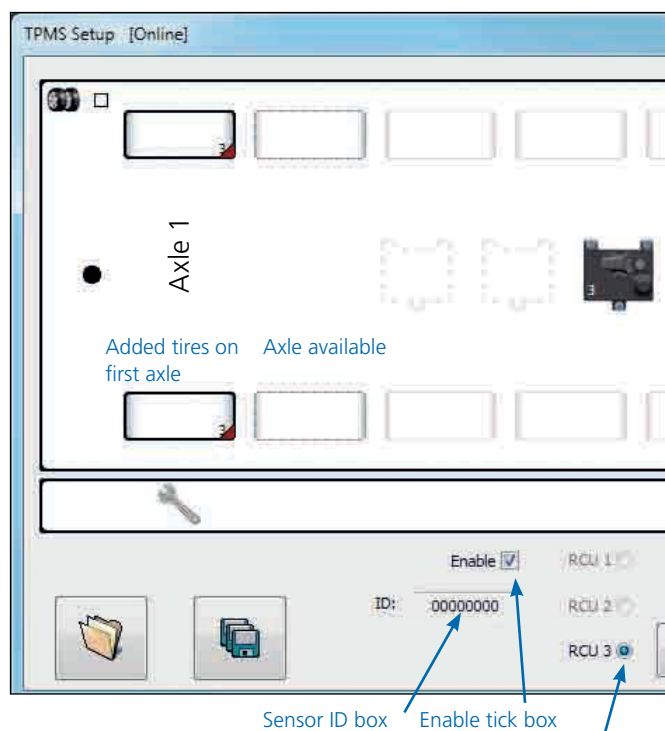 TPMS Setup [Online]
3
Axle 1
3
Added tires on
first axle
Axle available
3
Enable
RCU 1
ID:
00000000
RCU 2
RCU 3
Sensor ID box
Enable tick box